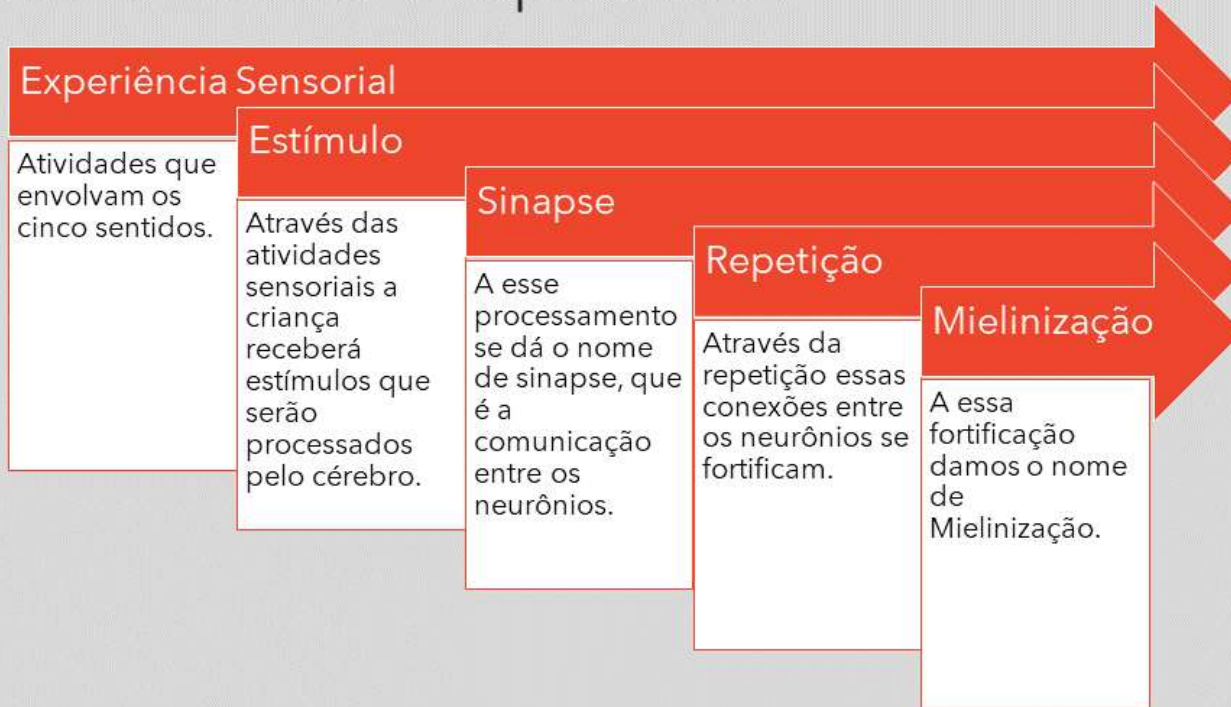 Experiência Sensorial
Atividades que
envolvam os
cinco sentidos.
Estímulo
Através das
atividades
sensoriais a
criança
receberá
estímulos que
serão
processados
pelo cérebro.
Sinapse
A esse
processamento
se dá o nome
de sinapse, que
é a
comunicação
entre os
neurônios.
Repetição
Através da
repetição essas
conexões entre
os neurônios se
fortificam.
Mielinização
A essa
fortificação
damos o nome
de
Mielinização.